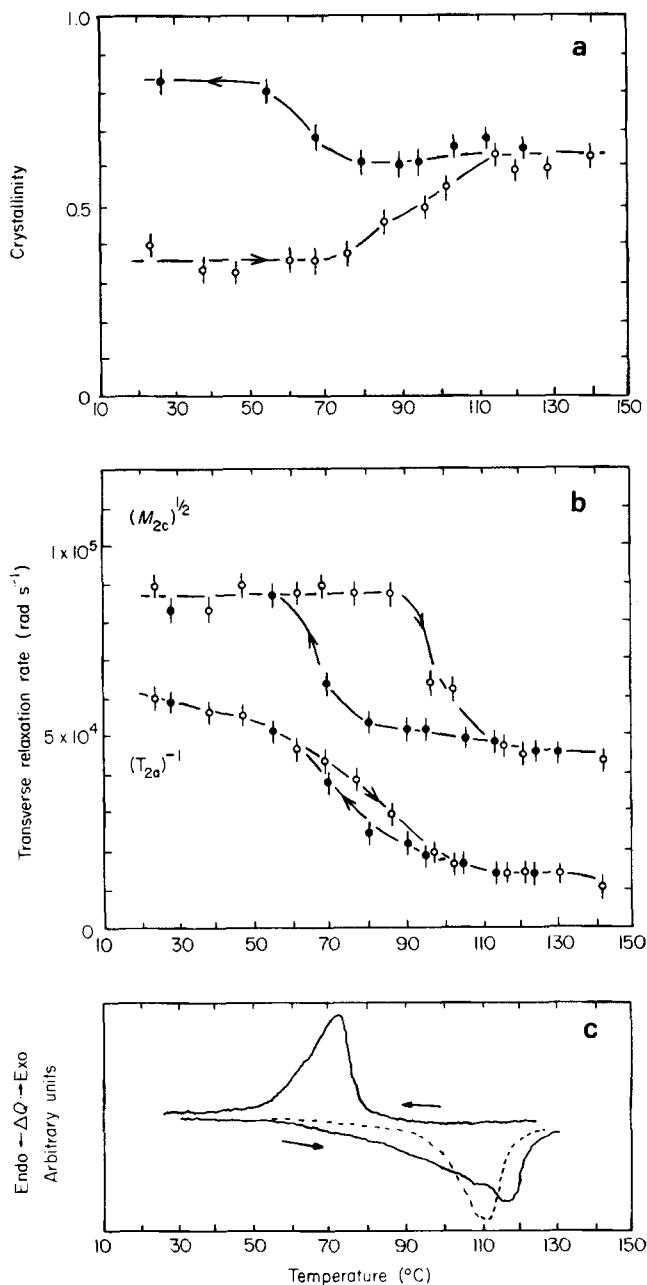 1.0
a
Crystallinity
0.5
0
10 30 50 70 90 110 130 150
(M2c)1/2
b
1 x 10^5
Transverse relaxation rate (rad s−1)
5 x 10^4
(T2a)−1
0
10 30 50 70 90 110 130 150
c
Endo ← ΔQ → Exo
Arbitrary units
10 30 50 70 90 110 130 150
Temperature (°C)